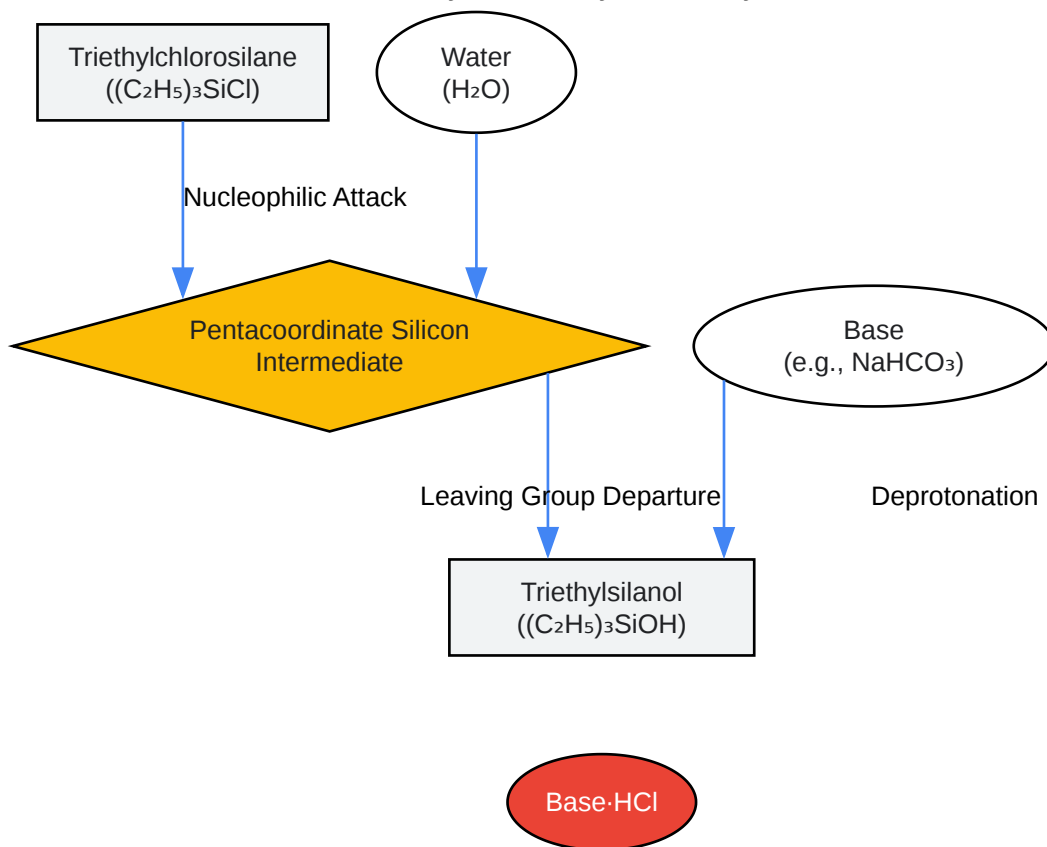 Triethylchlorosilane
((C₂H₅)₃SiCl)
Water
(H₂O)
Nucleophilic Attack
Pentacoordinate Silicon
Intermediate
Base
(e.g., NaHCO₃)
Leaving Group Departure
Deprotonation
Triethylsilanol
((C₂H₅)₃SiOH)
Base·HCl